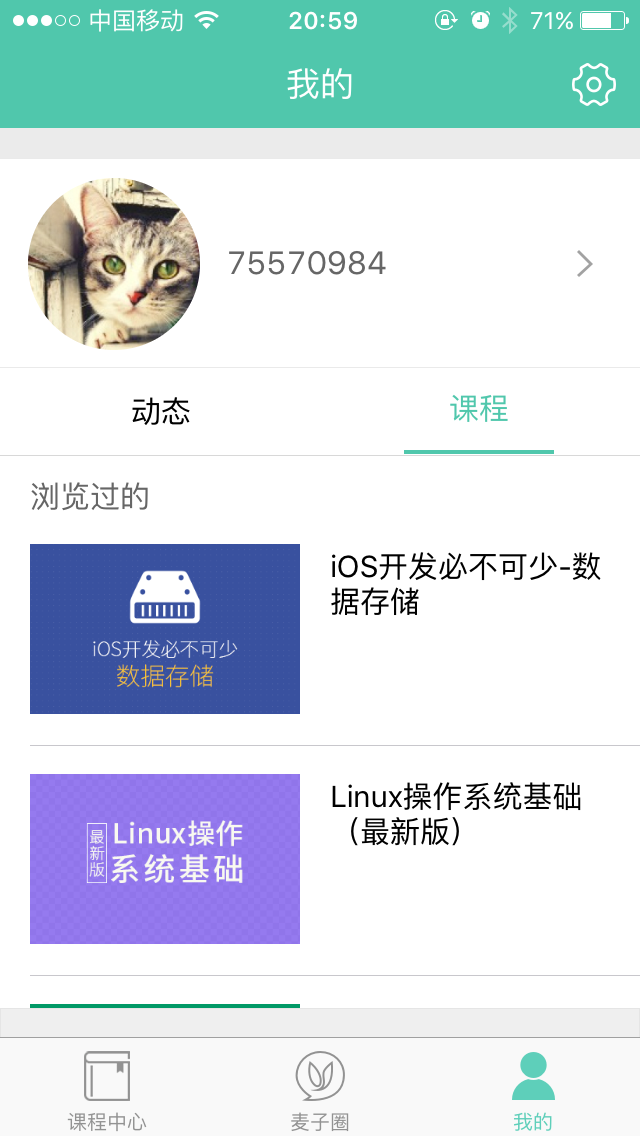 中国移动
20:59
71%
我的
75570984
动态
课程
浏览过的
iOS开发必不可少
数据存储
iOS开发必不可少-数
据存储
最新版
Linux操作
系统基础
Linux操作系统基础
（最新版）
课程中心
麦子圈
我的